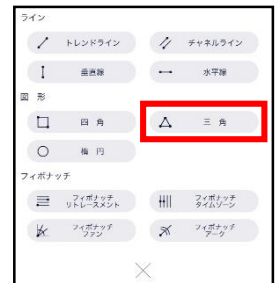 ライン
トレンドライン
チャネルライン
垂直線
水平線
図 形
四 角
三 角
楕 円
フィボナッチ
フィボナッチ
リトレースメント
フィボナッチ
タイムゾーン
フィボナッチ
ファン
フィボナッチ
アーク